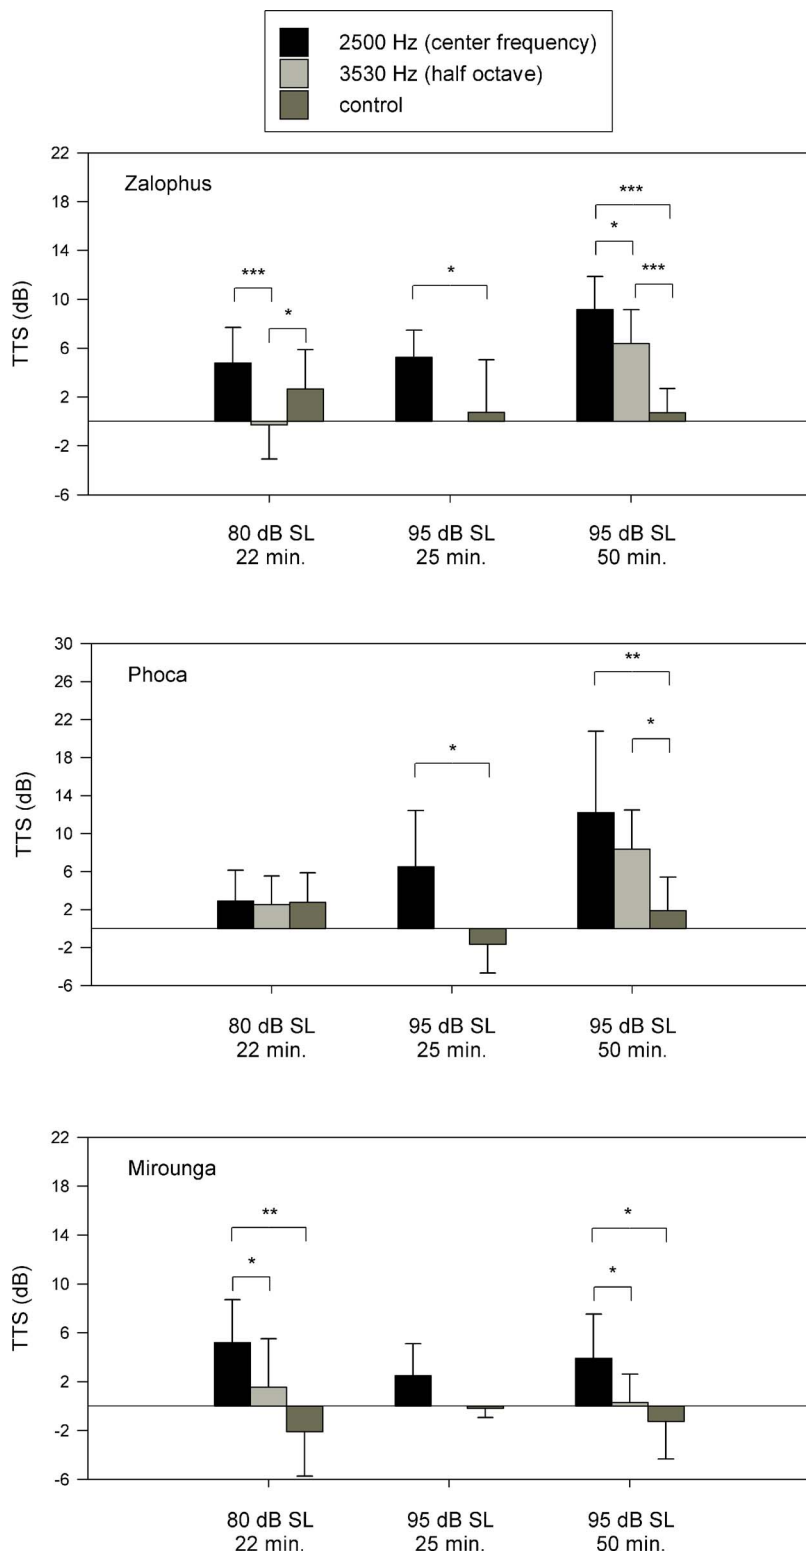 2500 Hz (center frequency)
3530 Hz (half octave)
control
22
18
14
10
6
2
-2
-6
TTS (dB)
Zalophus
***
*
*
***
*
***
80 dB SL
22 min.
95 dB SL
25 min.
95 dB SL
50 min.
30
26
22
18
14
10
6
2
-2
-6
TTS (dB)
Phoca
*
**
*
80 dB SL
22 min.
95 dB SL
25 min.
95 dB SL
50 min.
22
18
14
10
6
2
-2
-6
TTS (dB)
Mirounga
**
*
*
*
80 dB SL
22 min.
95 dB SL
25 min.
95 dB SL
50 min.